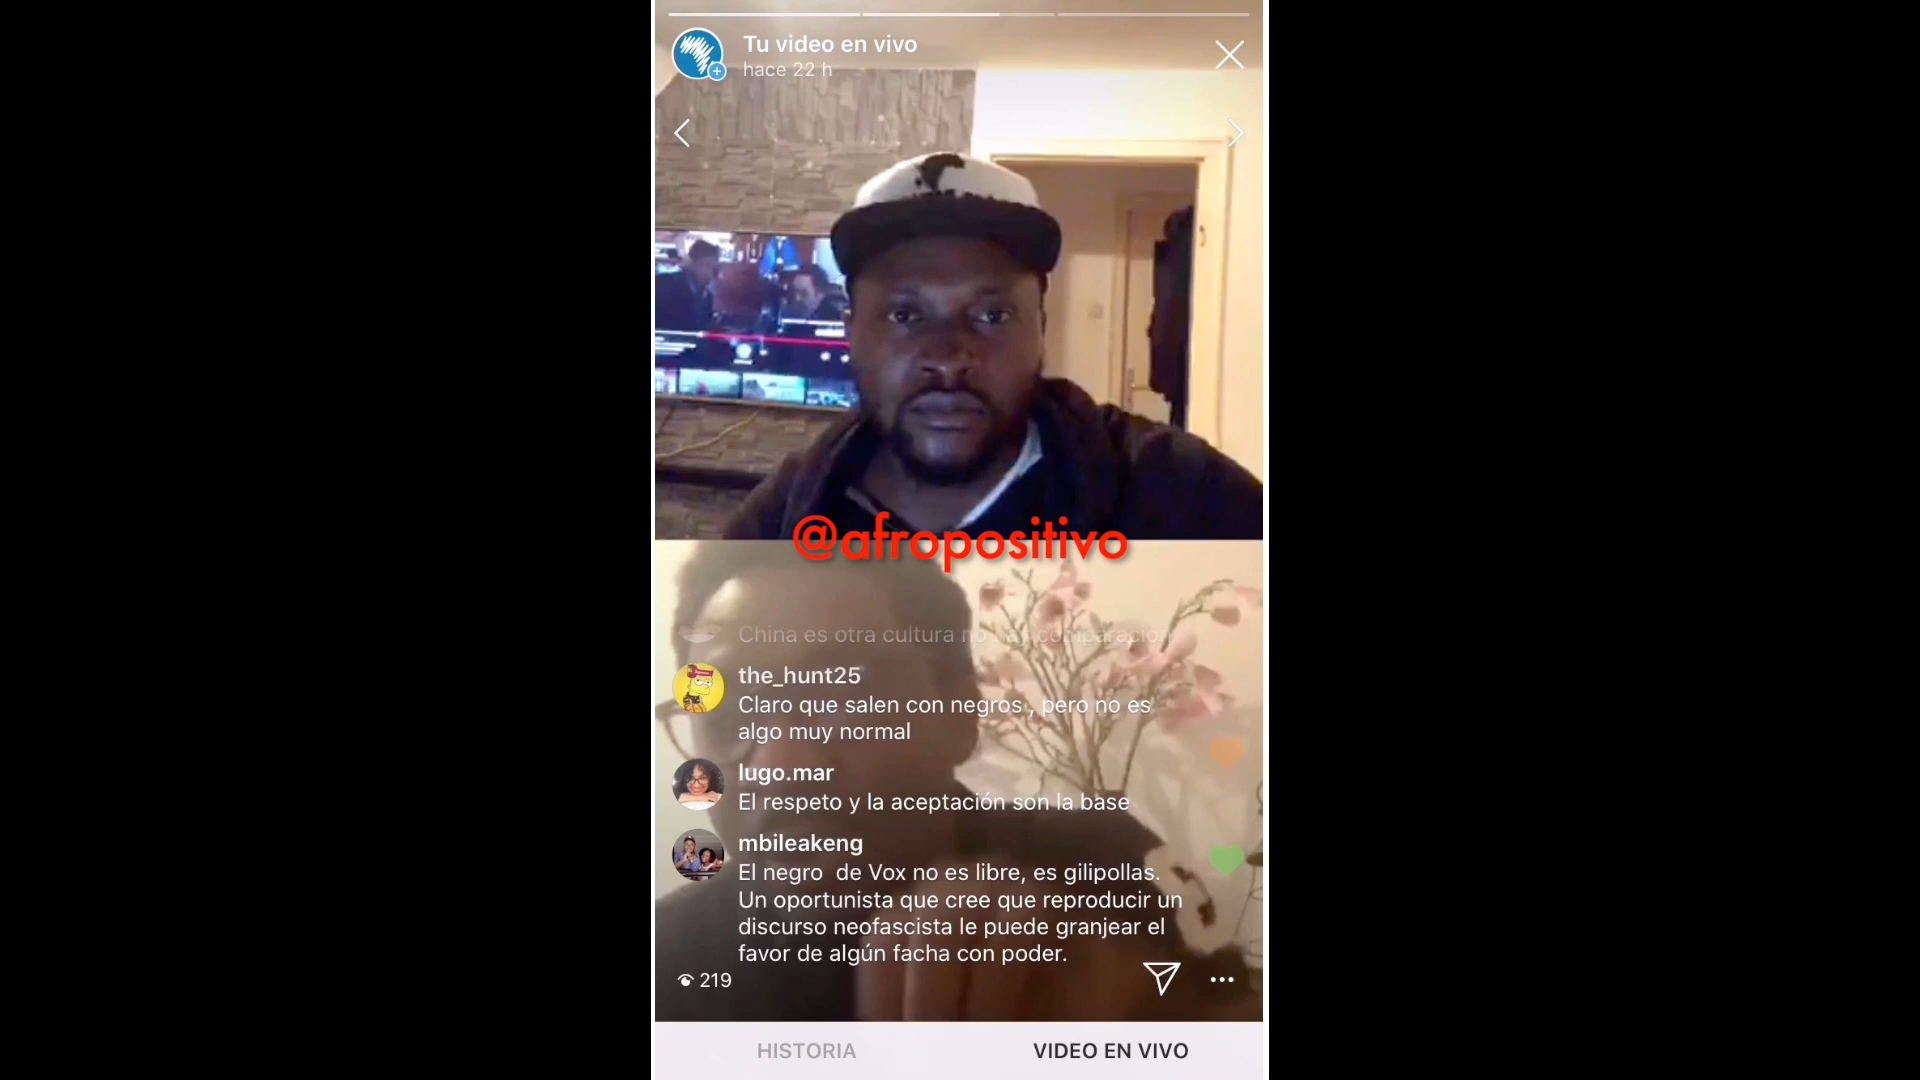 Tu video en vivo
hace 22 h
@afropositivo
China es otra cultura no hay comparación
the_hunt25
Claro que salen con negros , pero no es
algo muy normal
lugo.mar
El respeto y la aceptación son la base
mbileakeng
El negro de Vox no es libre, es gilipollas.
Un oportunista que cree que reproducir un
discurso neofascista le puede granjear el
favor de algún facha con poder.
219
HISTORIA
VIDEO EN VIVO